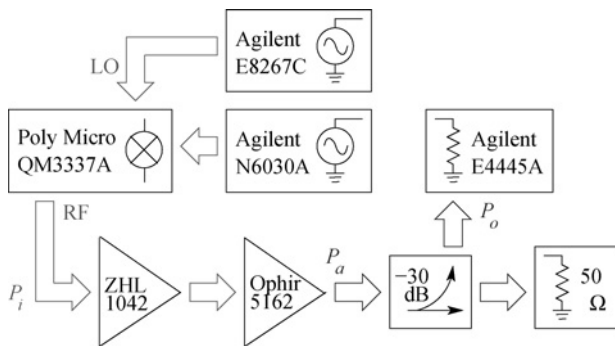 Agilent
E8267C
LO
Poly Micro
QM3337A
Agilent
N6030A
Agilent
E4445A
RF
P_i
ZHL
1042
Ophir
5162
P_a
P_o
−30
dB
50
Ω